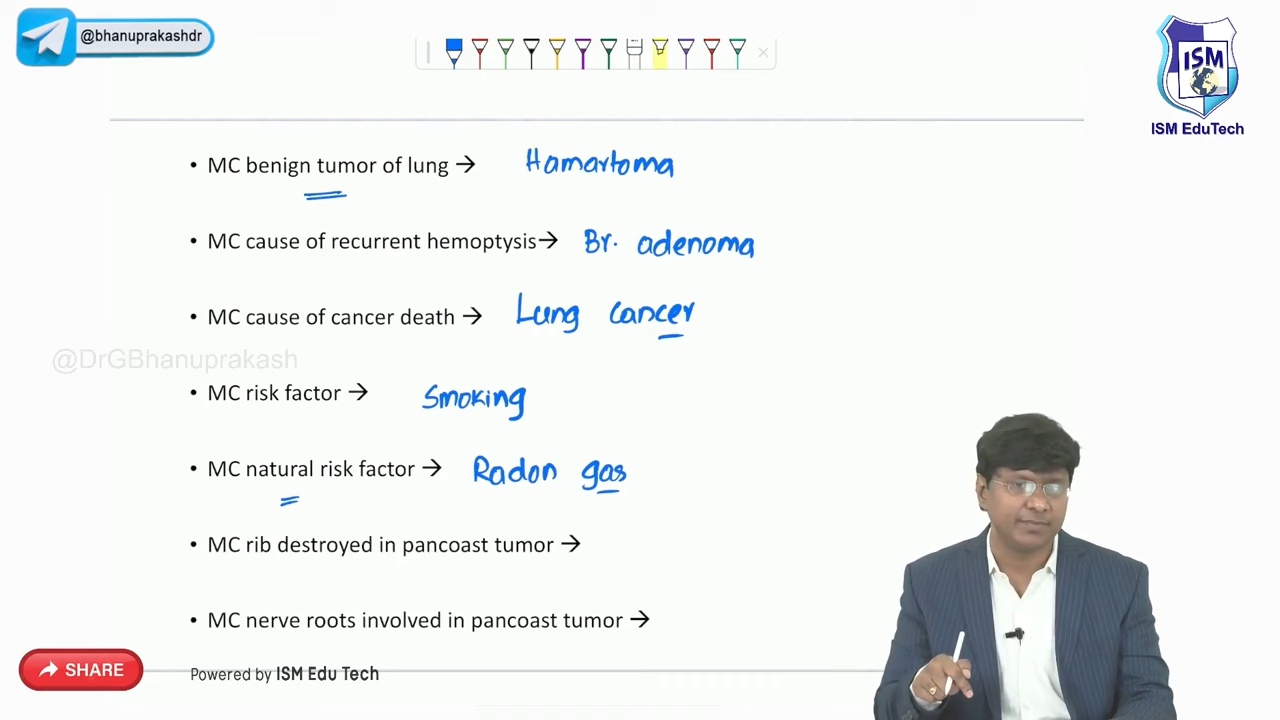 @bhanuprakashdr
ISM
ISM EduTech
• MC benign tumor of lung → Hamartoma
• MC cause of recurrent hemoptysis→ Br. adenoma
• MC cause of cancer death → Lung cancer
@DrGBhanuprakash
• MC risk factor → Smoking
• MC natural risk factor → Radon gas
• MC rib destroyed in pancoast tumor →
• MC nerve roots involved in pancoast tumor →
SHARE
Powered by ISM Edu Tech